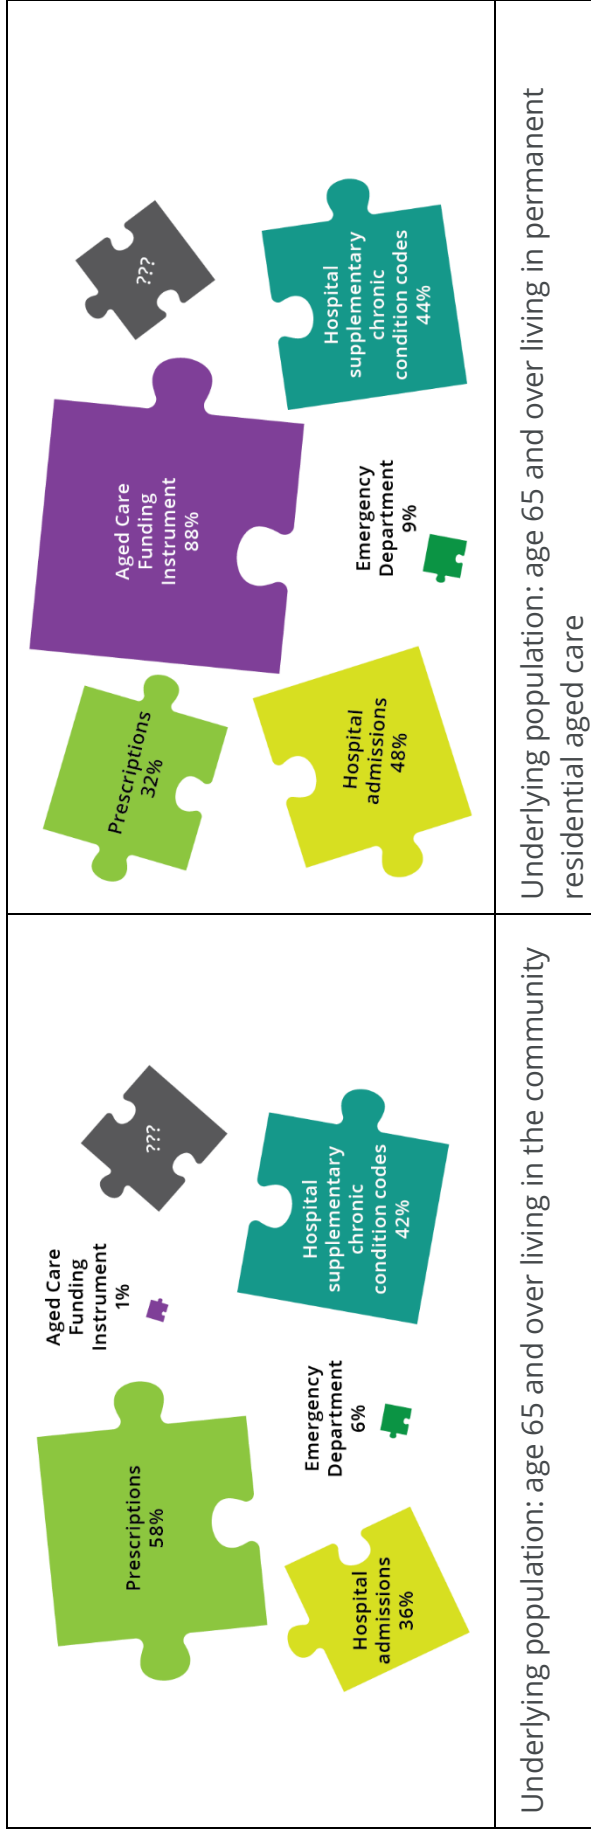 Prescriptions
58%
Aged Care
Funding
Instrument
1%
???
Hospital
admissions
36%
Emergency
Department
6%
Hospital
supplementary
chronic
condition codes
42%
Underlying population: age 65 and over living in the community
Prescriptions
32%
Aged Care
Funding
Instrument
88%
???
Hospital
admissions
48%
Emergency
Department
9%
Hospital
supplementary
chronic
condition codes
44%
Underlying population: age 65 and over living in permanent
residential aged care